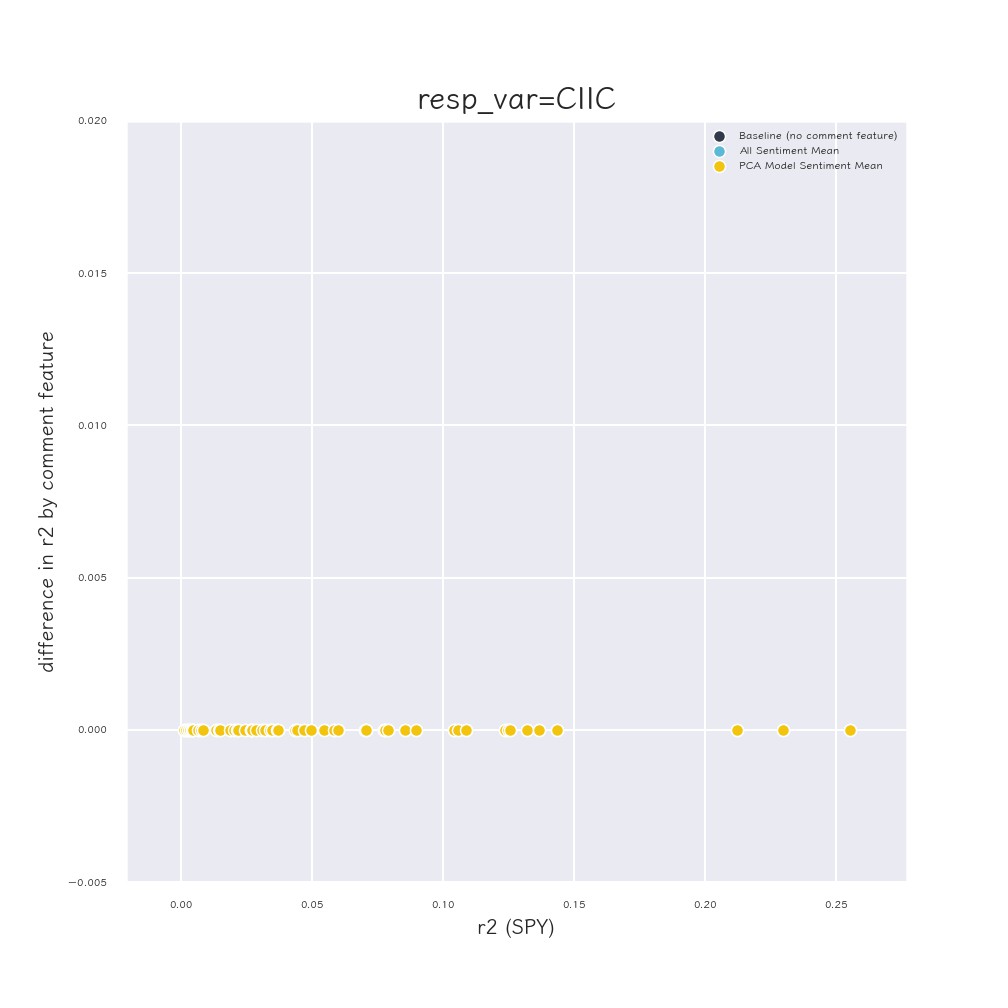 resp_var=CIIC
0.020
Baseline (no comment feature)
All Sentiment Mean
PCA Model Sentiment Mean
0.015
0.010
0.005
0.000
−0.005
difference in r2 by comment feature
0.00 0.05 0.10 0.15 0.20 0.25
r2 (SPY)